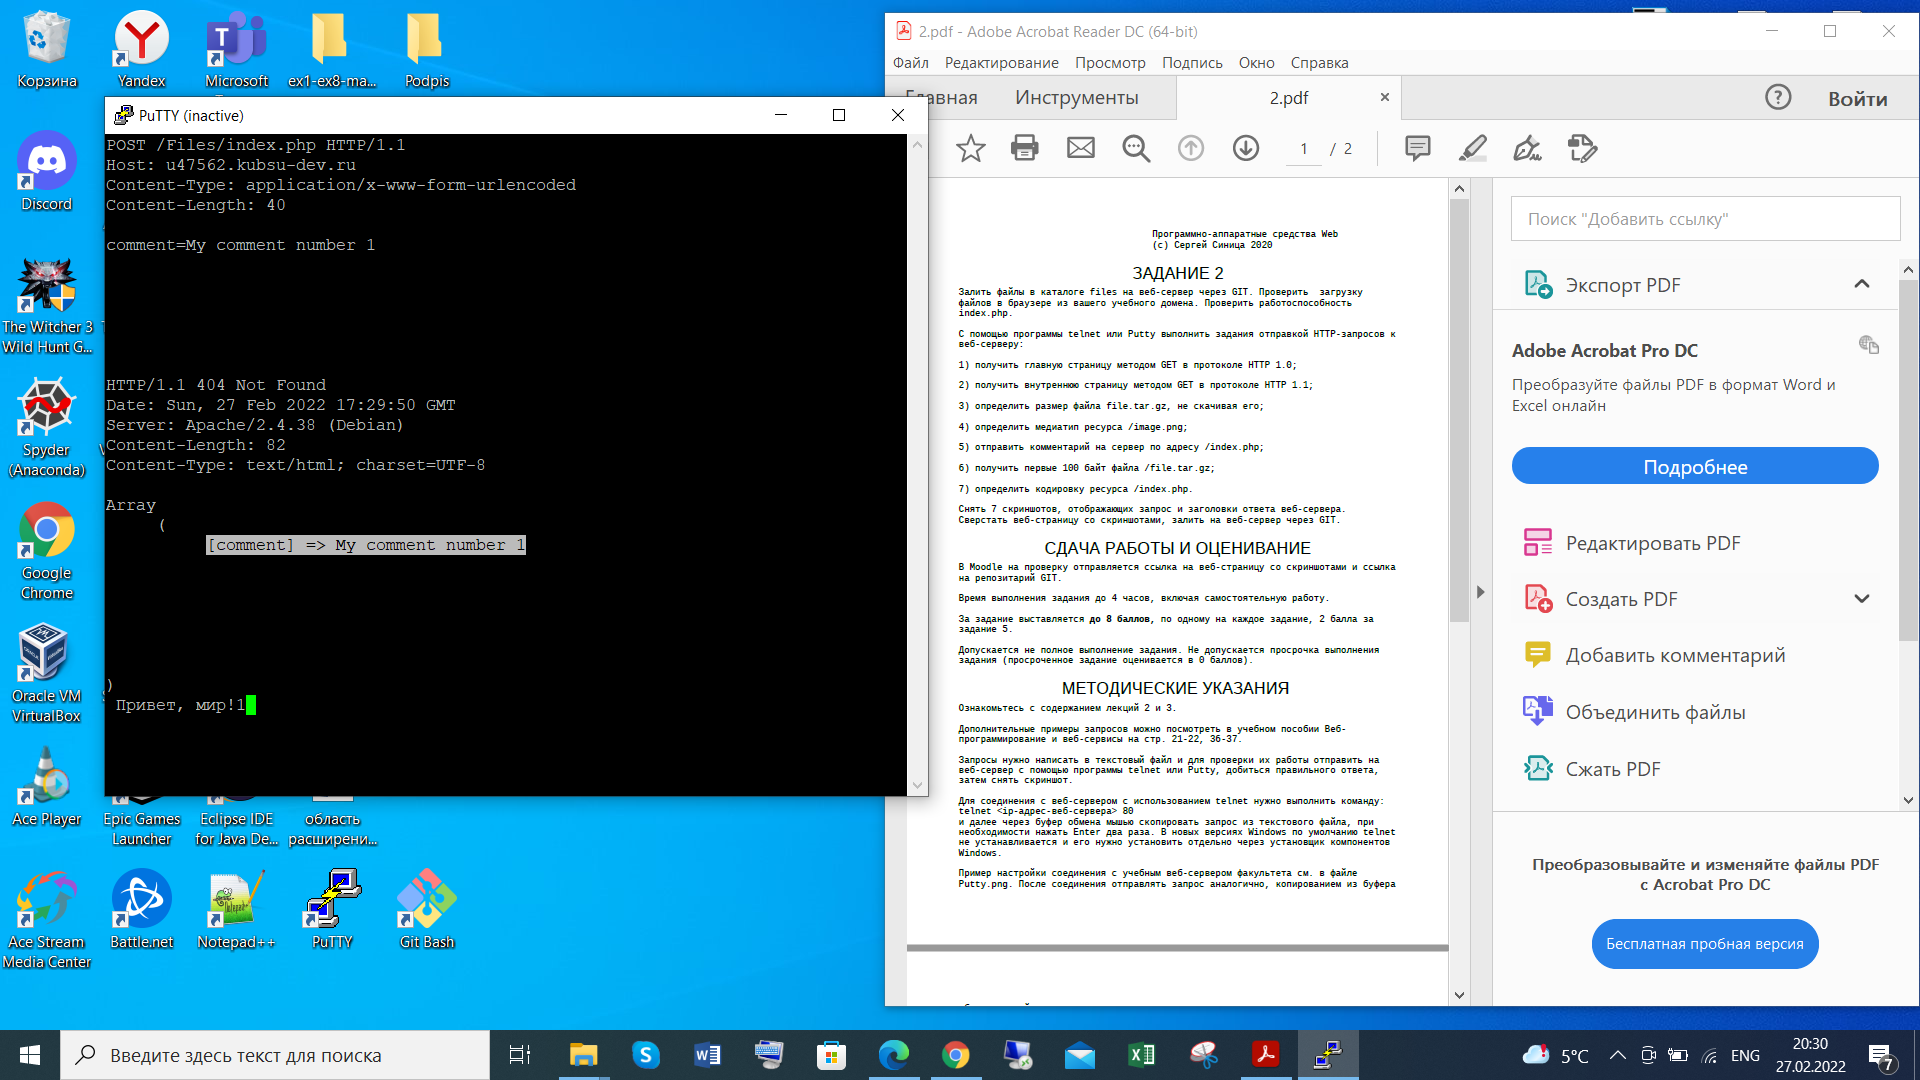 Корзина
Yandex
Microsoft
ex1-ex8-ma...
Podpis
Discord
The Witcher 3
Wild Hunt G...
Spyder
(Anaconda)
Google
Chrome
Oracle VM
VirtualBox
Ace Player
Epic Games
Launcher
Eclipse IDE
for Java De...
область
расширени...
Ace Stream
Media Center
Battle.net
Notepad++
PuTTY
Git Bash
PuTTY (inactive)
POST /Files/index.php HTTP/1.1
Host: u47562.kubsu-dev.ru
Content-Type: application/x-www-form-urlencoded
Content-Length: 40
comment=My comment number 1
HTTP/1.1 404 Not Found
Date: Sun, 27 Feb 2022 17:29:50 GMT
Server: Apache/2.4.38 (Debian)
Content-Length: 82
Content-Type: text/html; charset=UTF-8
Array
(
[comment] => My comment number 1
)
Привет, мир!1
2.pdf - Adobe Acrobat Reader DC (64-bit)
Файл Редактирование Просмотр Подпись Окно Справка
Главная Инструменты 2.pdf Войти
1 / 2
Программно-аппаратные средства Web
(c) Сергей Синица 2020
ЗАДАНИЕ 2
Залить файлы в каталоге files на веб-сервер через GIT. Проверить загрузку
файлов в браузере из вашего учебного домена. Проверить работоспособность
index.php.
С помощью программы telnet или Putty выполнить задания отправкой HTTP-запросов к
веб-серверу:
1) получить главную страницу методом GET в протоколе HTTP 1.0;
2) получить внутреннюю страницу методом GET в протоколе HTTP 1.1;
3) определить размер файла file.tar.gz, не скачивая его;
4) определить медиатип ресурса /image.png;
5) отправить комментарий на сервер по адресу /index.php;
6) получить первые 100 байт файла /file.tar.gz;
7) определить кодировку ресурса /index.php.
Снять 7 скриншотов, отображающих запрос и заголовки ответа веб-сервера.
Сверстать веб-страницу со скриншотами, залить на веб-сервер через GIT.
СДАЧА РАБОТЫ И ОЦЕНИВАНИЕ
В Moodle на проверку отправляется ссылка на веб-страницу со скриншотами и ссылка
на репозитарий GIT.
Время выполнения задания до 4 часов, включая самостоятельную работу.
За задание выставляется до 8 баллов, по одному на каждое задание, 2 балла за
задание 5.
Допускается не полное выполнение задания. Не допускается просрочка выполнения
задания (просроченное задание оценивается в 0 баллов).
МЕТОДИЧЕСКИЕ УКАЗАНИЯ
Ознакомьтесь с содержанием лекций 2 и 3.
Дополнительные примеры запросов можно посмотреть в учебном пособии Веб-
программирование и веб-сервисы на стр. 21-22, 36-37.
Запросы нужно написать в текстовый файл и для проверки их работы отправить на
веб-сервер с помощью программы telnet или Putty, добиться правильного ответа,
затем снять скриншот.
Для соединения с веб-сервером с использованием telnet нужно выполнить команду:
telnet <ip-адрес-веб-сервера> 80
и далее через буфер обмена мышью скопировать запрос из текстового файла, при
необходимости нажать Enter два раза. В новых версиях Windows по умолчанию telnet
не устанавливается и его нужно установить отдельно через установщик компонентов
Windows.
Пример настройки соединения с учебным веб-сервером факультета см. в файле
Putty.png. После соединения отправлять запрос аналогично, копированием из буфера
Поиск "Добавить ссылку"
Экспорт PDF
Adobe Acrobat Pro DC
Преобразуйте файлы PDF в формат Word и
Excel онлайн
Подробнее
Редактировать PDF
Создать PDF
Добавить комментарий
Объединить файлы
Сжать PDF
Преобразовывайте и изменяйте файлы PDF
с Acrobat Pro DC
Бесплатная пробная версия
Введите здесь текст для поиска
5°C
ENG
20:30
27.02.2022
7